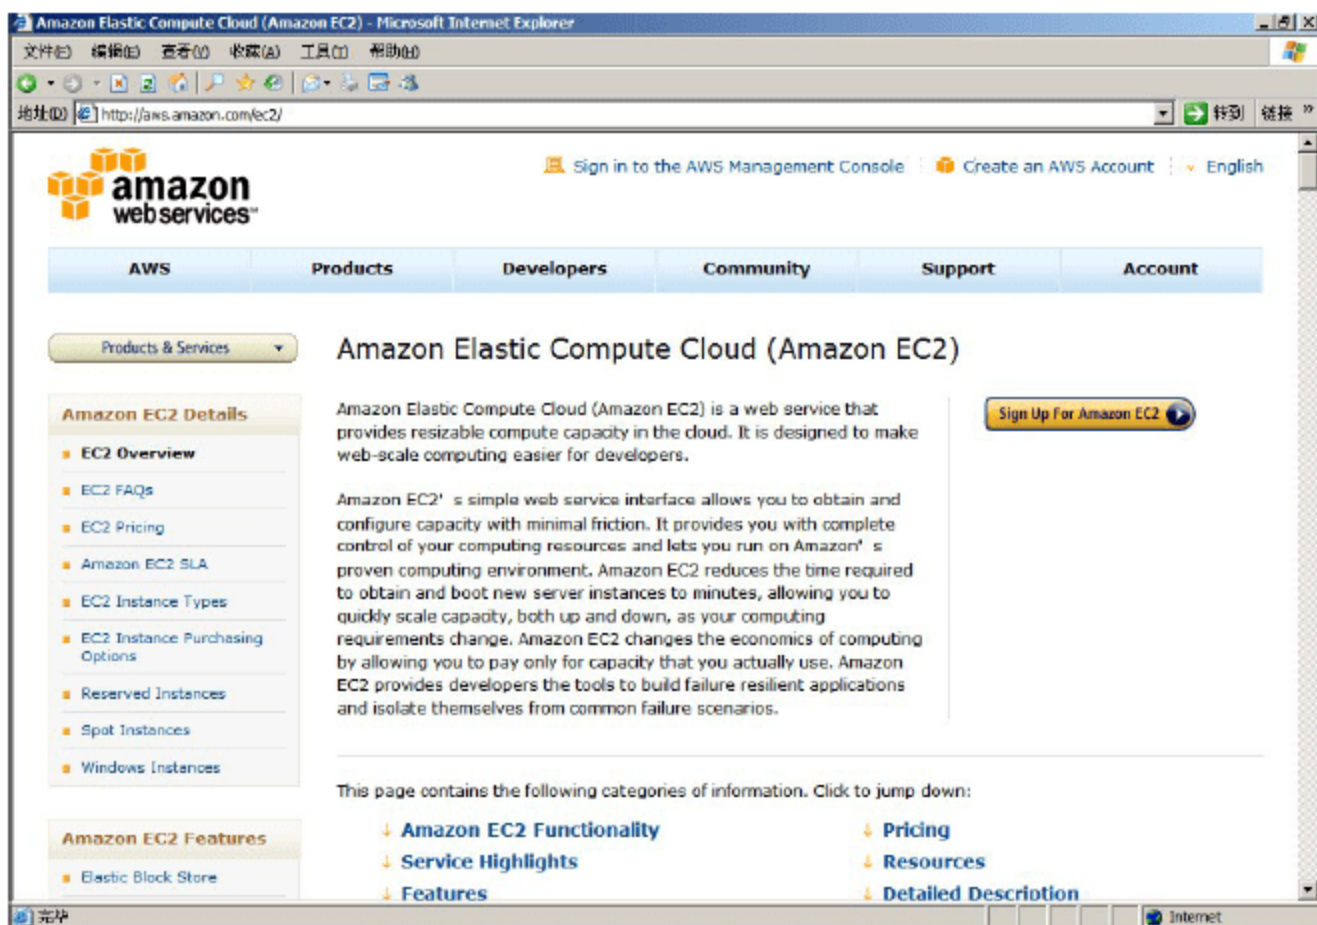 Amazon Elastic Compute Cloud (Amazon EC2) - Microsoft Internet Explorer
文件(F) 编辑(E) 查看(V) 收藏(A) 工具(T) 帮助(H)
地址(D) http://aws.amazon.com/ec2/ 转到 链接 »
amazon
web services™
Sign in to the AWS Management Console Create an AWS Account English
AWS Products Developers Community Support Account
Products & Services
Amazon Elastic Compute Cloud (Amazon EC2)
Amazon EC2 Details
EC2 Overview
EC2 FAQs
EC2 Pricing
Amazon EC2 SLA
EC2 Instance Types
EC2 Instance Purchasing
Options
Reserved Instances
Spot Instances
Windows Instances
Amazon EC2 Features
Elastic Block Store
Amazon Elastic Compute Cloud (Amazon EC2) is a web service that
provides resizable compute capacity in the cloud. It is designed to make
web-scale computing easier for developers.
Sign Up For Amazon EC2
Amazon EC2' s simple web service interface allows you to obtain and
configure capacity with minimal friction. It provides you with complete
control of your computing resources and lets you run on Amazon' s
proven computing environment. Amazon EC2 reduces the time required
to obtain and boot new server instances to minutes, allowing you to
quickly scale capacity, both up and down, as your computing
requirements change. Amazon EC2 changes the economics of computing
by allowing you to pay only for capacity that you actually use. Amazon
EC2 provides developers the tools to build failure resilient applications
and isolate themselves from common failure scenarios.
This page contains the following categories of information. Click to jump down:
Amazon EC2 Functionality
Service Highlights
Features
Pricing
Resources
Detailed Description
完毕 Internet